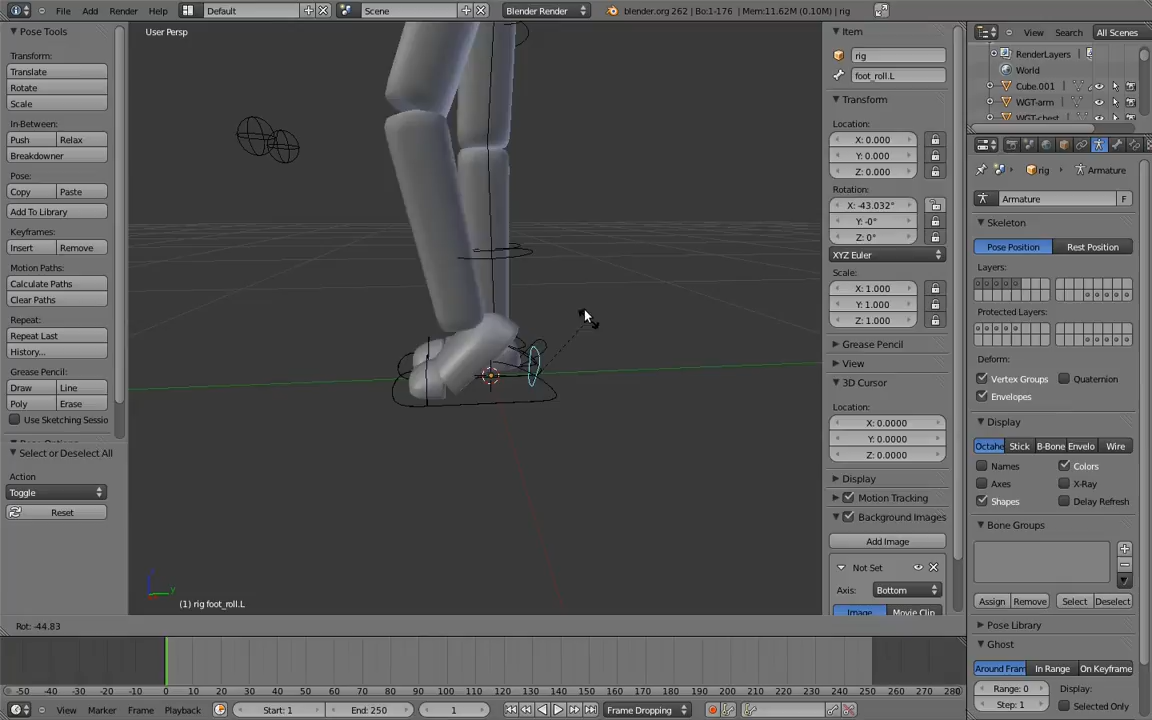 File Add Render Help Default Scene Blender Render blender.org 262 | Bo:1-176 | Mem:11.62M (0.10M) | rig
Pose Tools
Transform:
Translate
Rotate
Scale
In-Between:
Push Relax
Breakdowner
Pose:
Copy Paste
Add To Library
Keyframes:
Insert Remove
Motion Paths:
Calculate Paths
Clear Paths
Repeat:
Repeat Last
History...
Grease Pencil:
Draw Line
Poly Erase
Use Sketching Sessio
Select or Deselect All
Action
Toggle
Reset
User Persp
z
y
(1) rig foot_roll.L
Rot: -44.83
Item
rig
foot_roll.L
Transform
Location:
X: 0.000
Y: 0.000
Z: 0.000
Rotation:
X: -43.032°
Y: -0°
Z: 0°
XYZ Euler
Scale:
X: 1.000
Y: 1.000
Z: 1.000
Grease Pencil
View
3D Cursor
Location:
X: 0.0000
Y: 0.0000
Z: 0.0000
Display
Motion Tracking
Background Images
Add Image
Not Set
Axis: Bottom
Image Movie Clip
View Search All Scenes
RenderLayers
World
Cube.001
WGT-arm
WGT-chest
rig Armature
Armature F
Skeleton
Pose Position Rest Position
Layers:
Protected Layers:
Deform:
Vertex Groups Quaternion
Envelopes
Display
Octahe Stick B-Bone Envelo Wire
Names Colors
Axes X-Ray
Shapes Delay Refresh
Bone Groups
Assign Remove Select Deselect
Pose Library
Ghost
Around Fram In Range On Keyframe
Range: 0 Display:
Step: 1 Selected Only
-50 -40 -30 -20 -10 0 10 20 30 40 50 60 70 80 90 100 110 120 130 140 150 160 170 180 190 200 210 220 230 240 250 260 270 280
View Marker Frame Playback Start: 1 End: 250 1 Frame Dropping